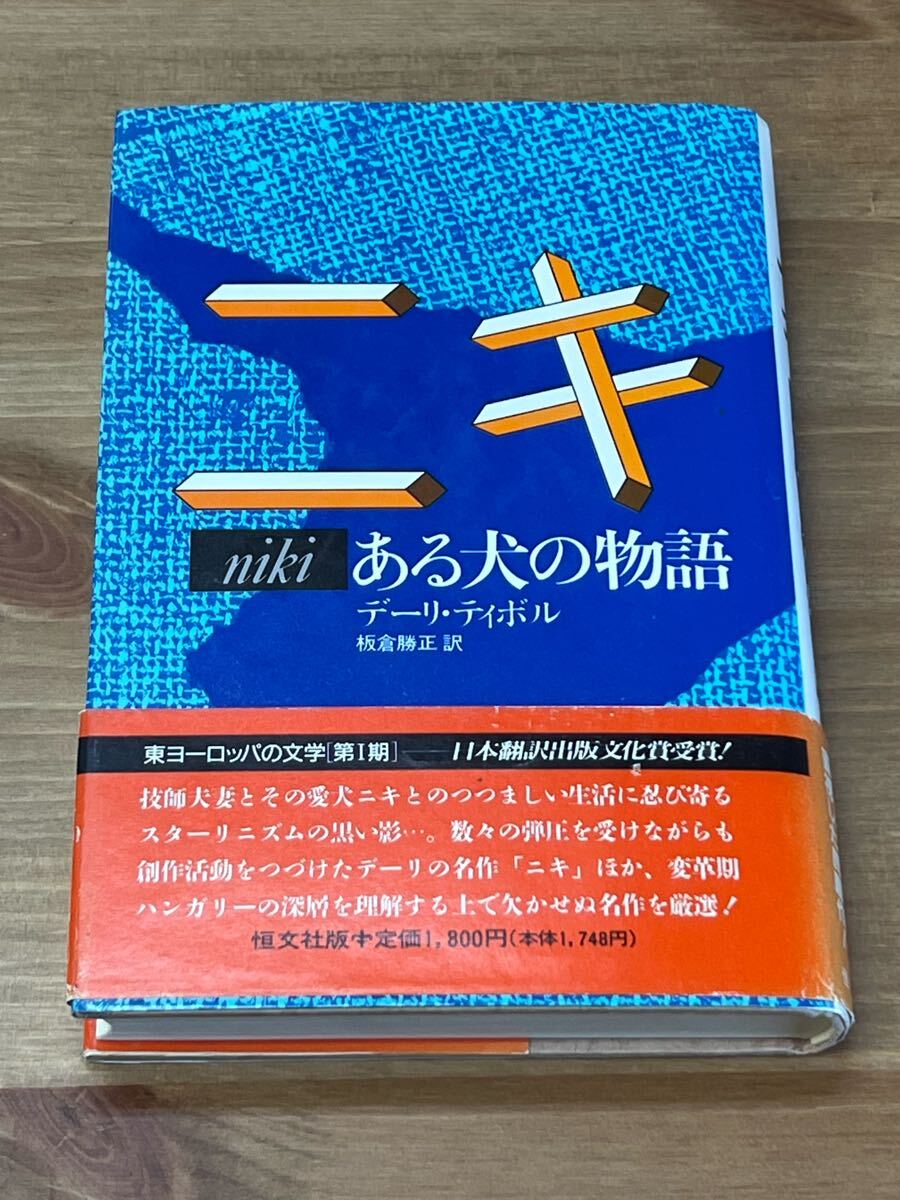 ニキ
niki ある犬の物語
デーリ・ティボル
板倉勝正 訳
東ヨーロッパの文学[第Ⅰ期]――日本翻訳出版文化賞受賞!
技師夫妻とその愛犬ニキとのつつましい生活に忍び寄る
スターリニズムの黒い影…。数々の弾圧を受けながらも
創作活動をつづけたデーリの名作「ニキ」ほか、変革期
ハンガリーの深層を理解する上で欠かせぬ名作を厳選!
恒文社版中定価1,800円(本体1,748円)